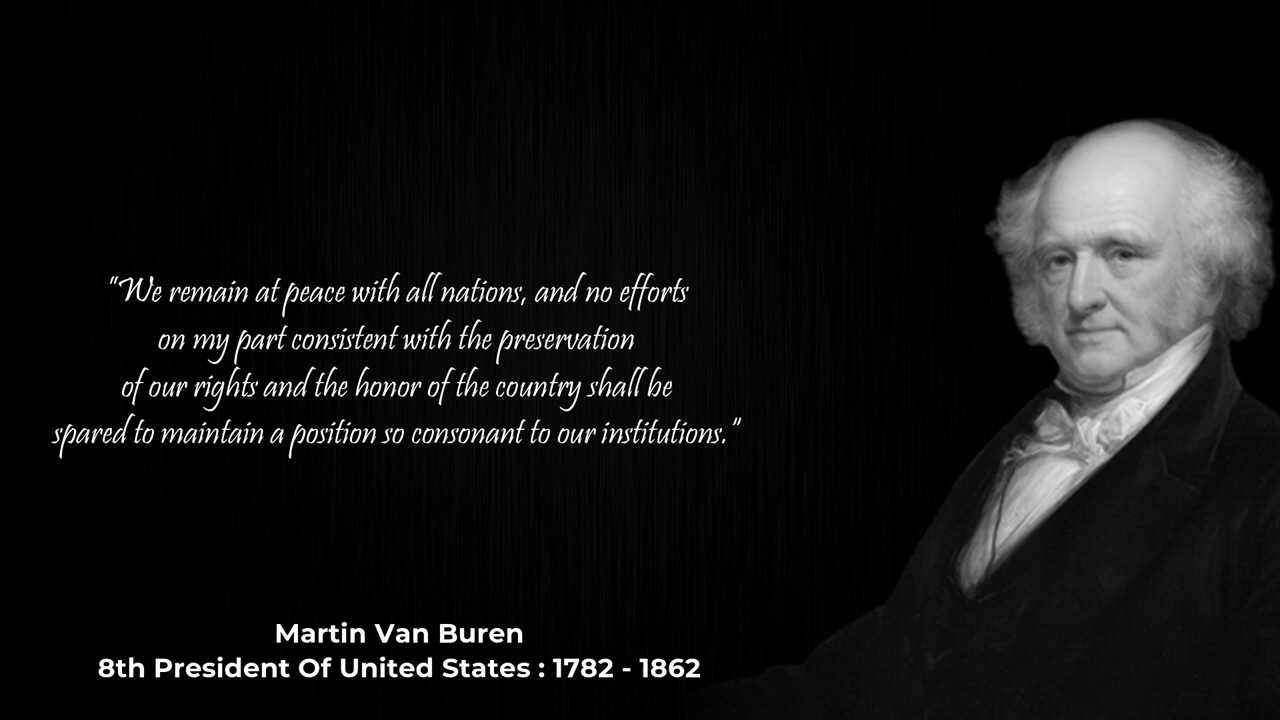 "We remain at peace with all nations, and no efforts
on my part consistent with the preservation
of our rights and the honor of the country shall be
spared to maintain a position so consonant to our institutions."
Martin Van Buren
8th President Of United States : 1782 - 1862